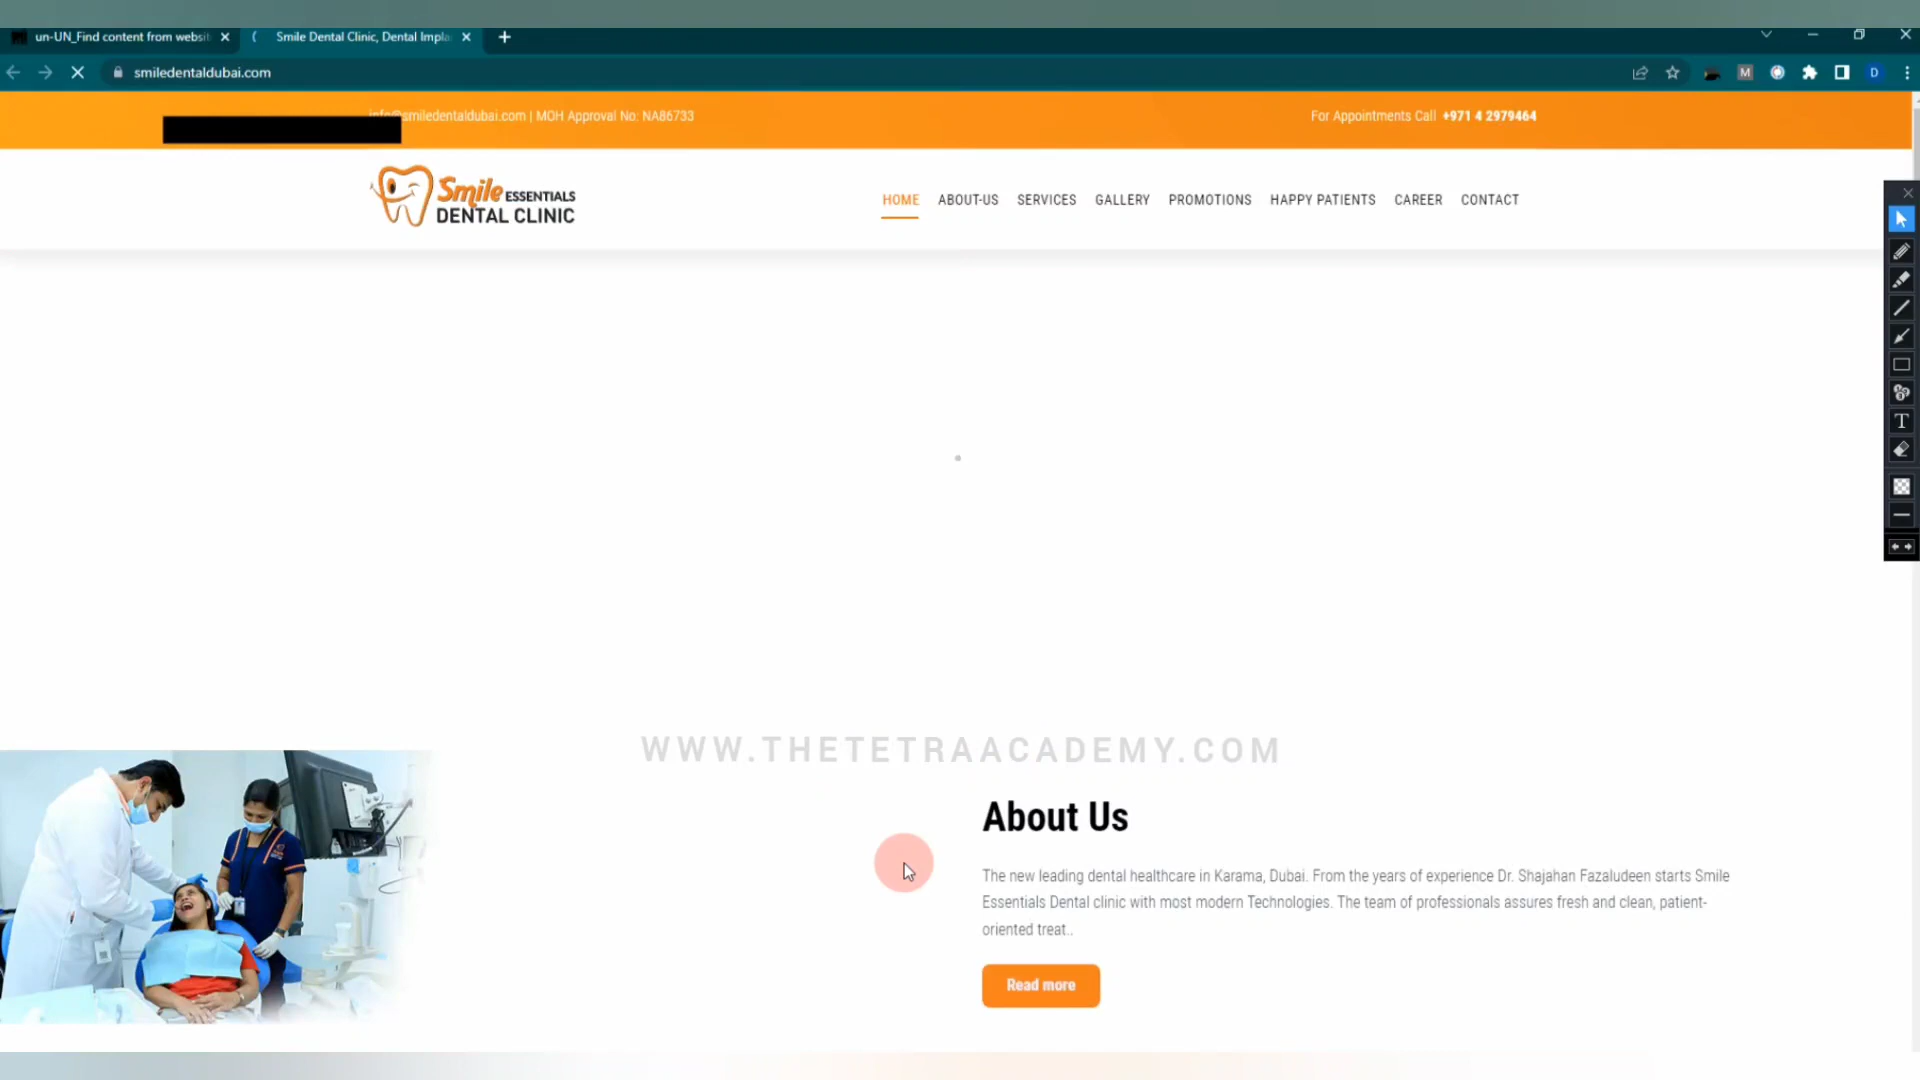 un-UN_Find content from websit
Smile Dental Clinic, Dental Impla
smiledentaldubai.com
M
D
info@smiledentaldubai.com | MOH Approval No: NA86733
For Appointments Call +971 4 2979464
Smile ESSENTIALS
DENTAL CLINIC
HOME ABOUT-US SERVICES GALLERY PROMOTIONS HAPPY PATIENTS CAREER CONTACT
T
WWW.THETETRAACADEMY.COM
About Us
The new leading dental healthcare in Karama, Dubai. From the years of experience Dr. Shajahan Fazaludeen starts Smile
Essentials Dental clinic with most modern Technologies. The team of professionals assures fresh and clean, patient-
oriented treat..
Read more